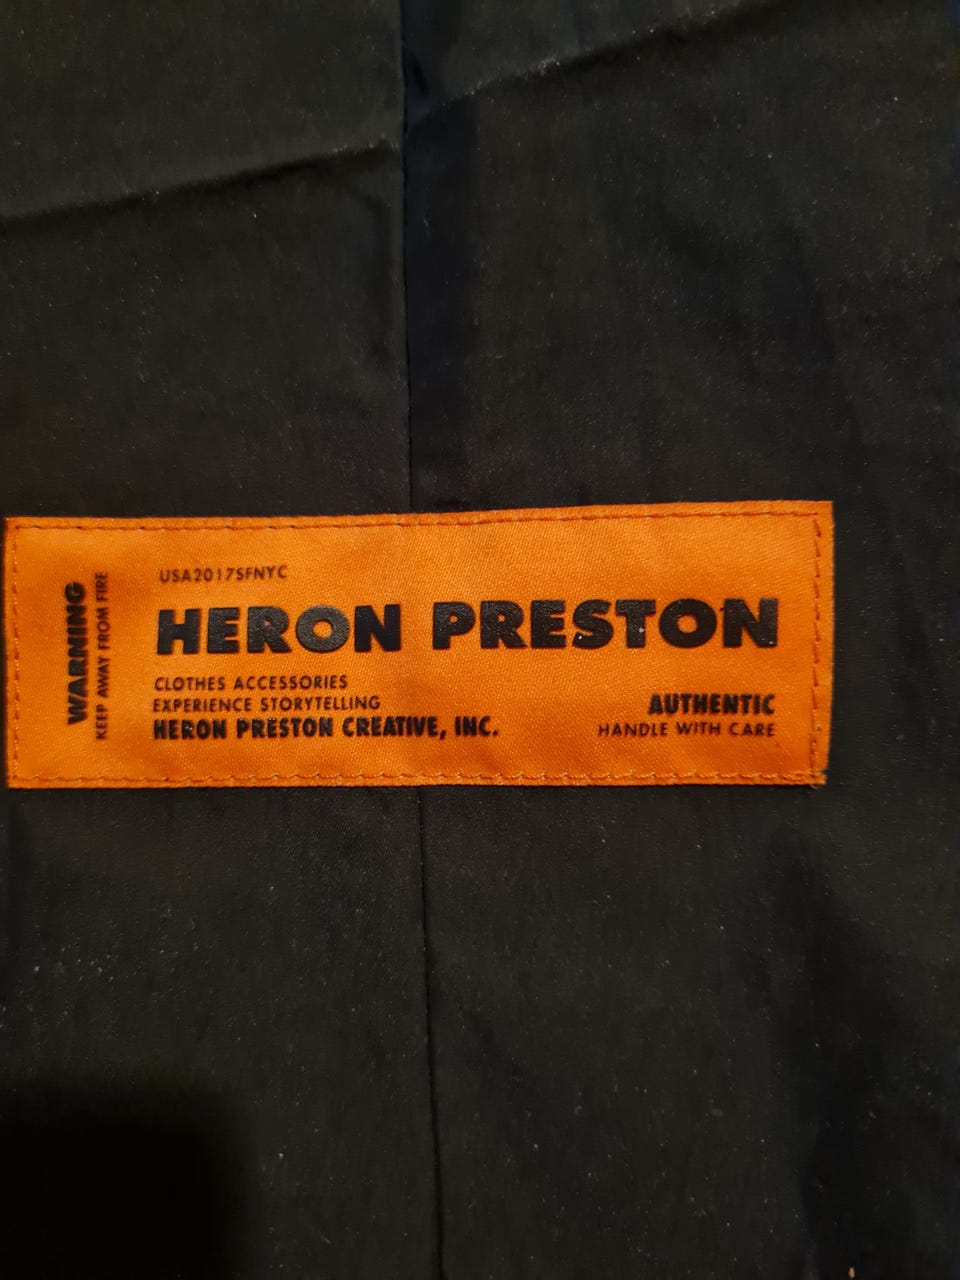 WARNING
KEEP AWAY FROM FIRE
USA2017SFNYC
HERON PRESTON
CLOTHES ACCESSORIES
EXPERIENCE STORYTELLING
HERON PRESTON CREATIVE, INC.
AUTHENTIC
HANDLE WITH CARE